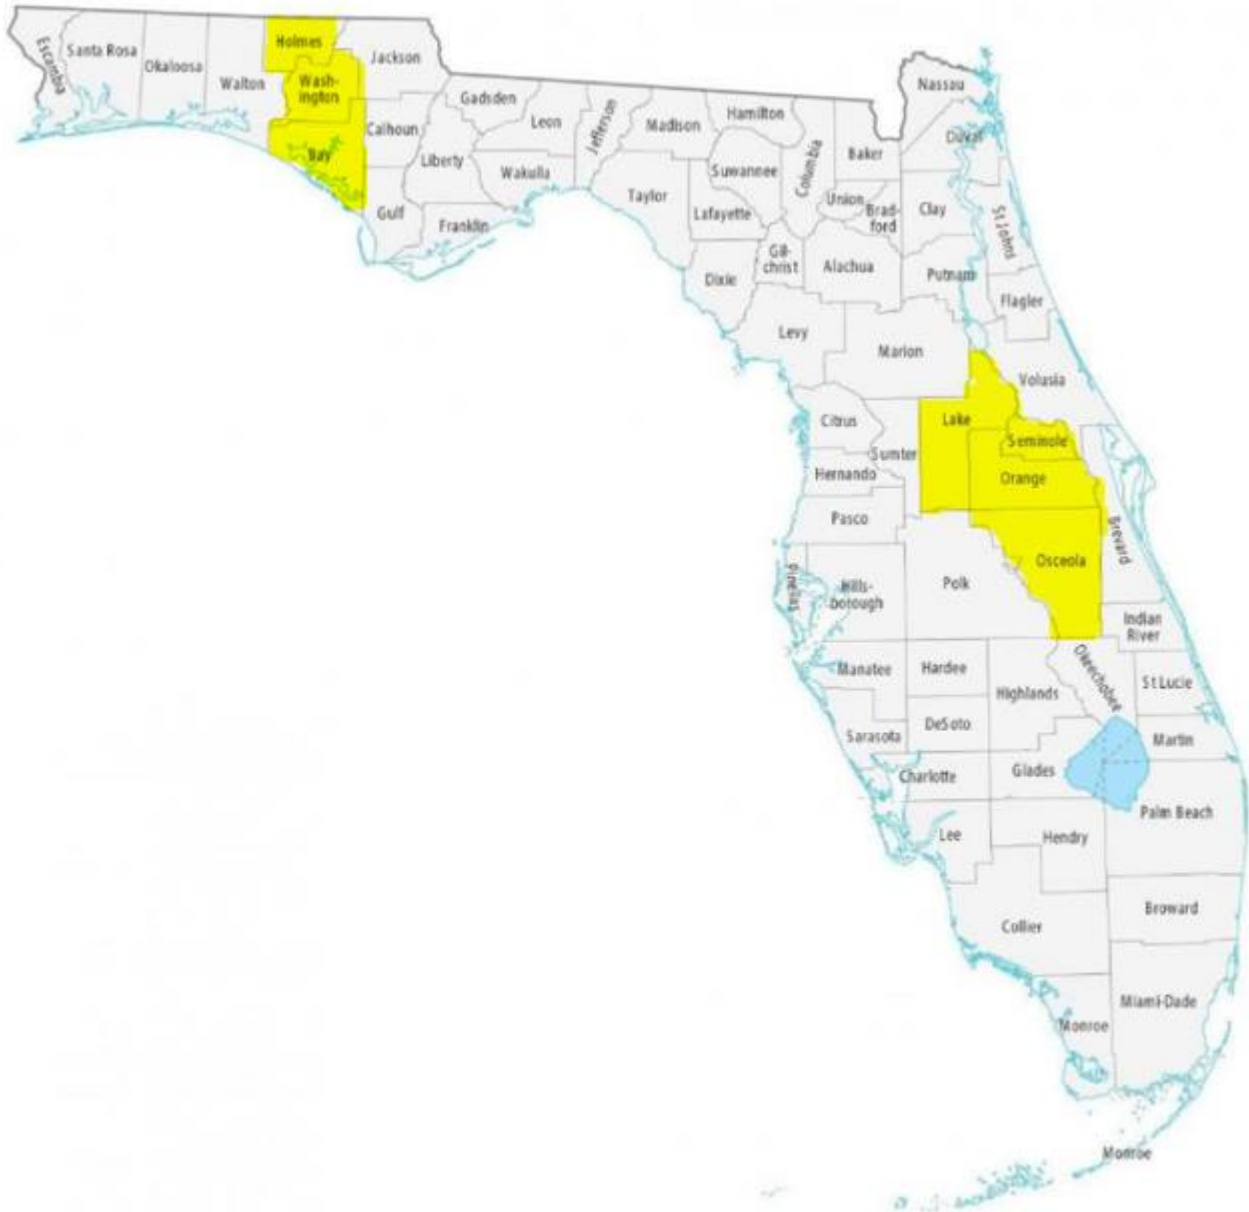 Holmes
Escambia
Santa Rosa
Okaloosa
Walton
Jackson
Wash-
ington
Bay
Calhoun
Gadsden
Leon
Liberty
Gulf
Franklin
Wakulla
Jefferson
Madison
Taylor
Hamilton
Suwannee
Lafayette
Columbia
Baker
Nassau
Duval
Union
Brad-
ford
Clay
St Johns
Gil-
christ
Dixie
Alachua
Putnam
Flagler
Levy
Marion
Volusia
Citrus
Lake
Sumter
Seminole
Orange
Hernando
Pasco
Brevard
Osceola
Pinellas
Hills-
borough
Polk
Indian
River
Okeechobee
Manatee
Hardee
Highlands
St Lucie
Sarasota
DeSoto
Martin
Charlotte
Glades
Lee
Hendry
Palm Beach
Collier
Broward
Miami-Dade
Monroe
Monroe